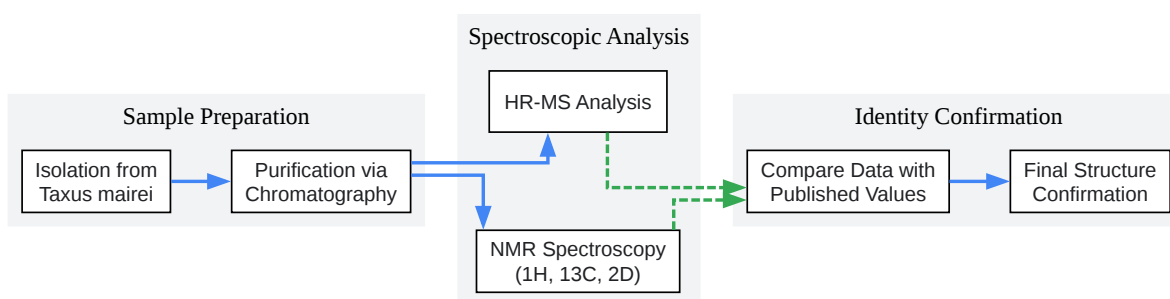 Sample Preparation
Isolation from
Taxus mairei
Purification via
Chromatography
Spectroscopic Analysis
HR-MS Analysis
NMR Spectroscopy
(1H, 13C, 2D)
Identity Confirmation
Compare Data with
Published Values
Final Structure
Confirmation